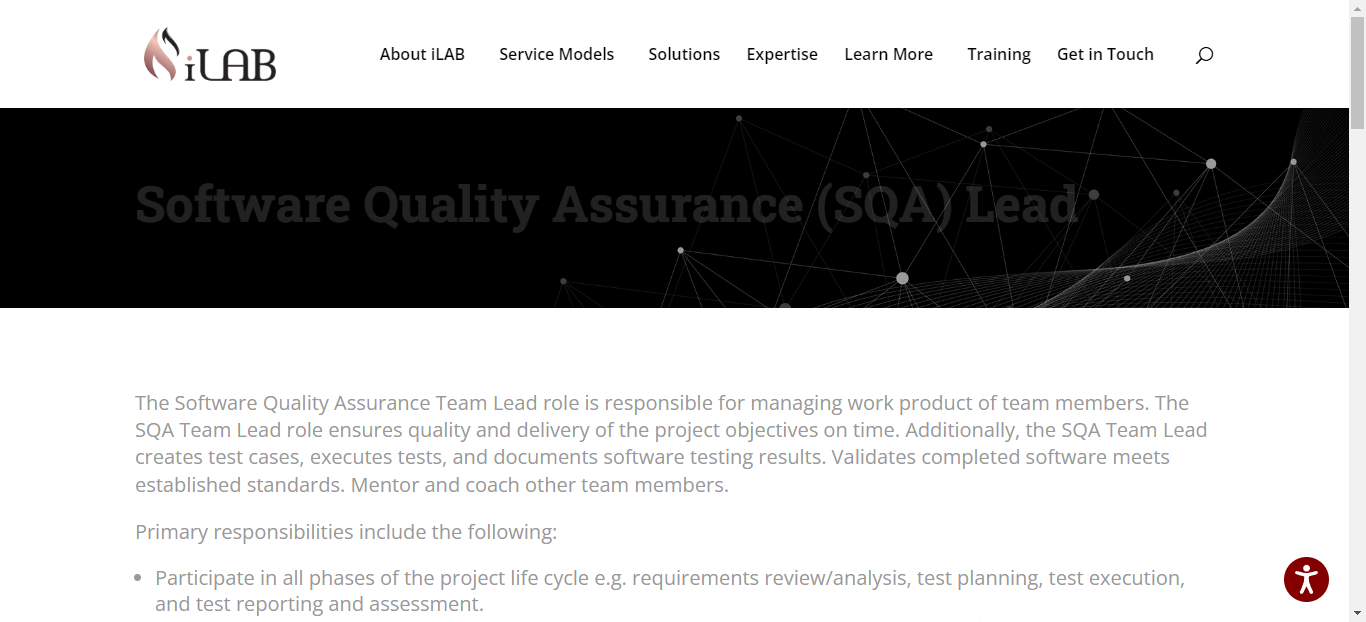 iLAB
About iLAB Service Models Solutions Expertise Learn More Training Get in Touch
Software Quality Assurance (SQA) Lead
The Software Quality Assurance Team Lead role is responsible for managing work product of team members. The
SQA Team Lead role ensures quality and delivery of the project objectives on time. Additionally, the SQA Team Lead
creates test cases, executes tests, and documents software testing results. Validates completed software meets
established standards. Mentor and coach other team members.
Primary responsibilities include the following:
Participate in all phases of the project life cycle e.g. requirements review/analysis, test planning, test execution,
and test reporting and assessment.